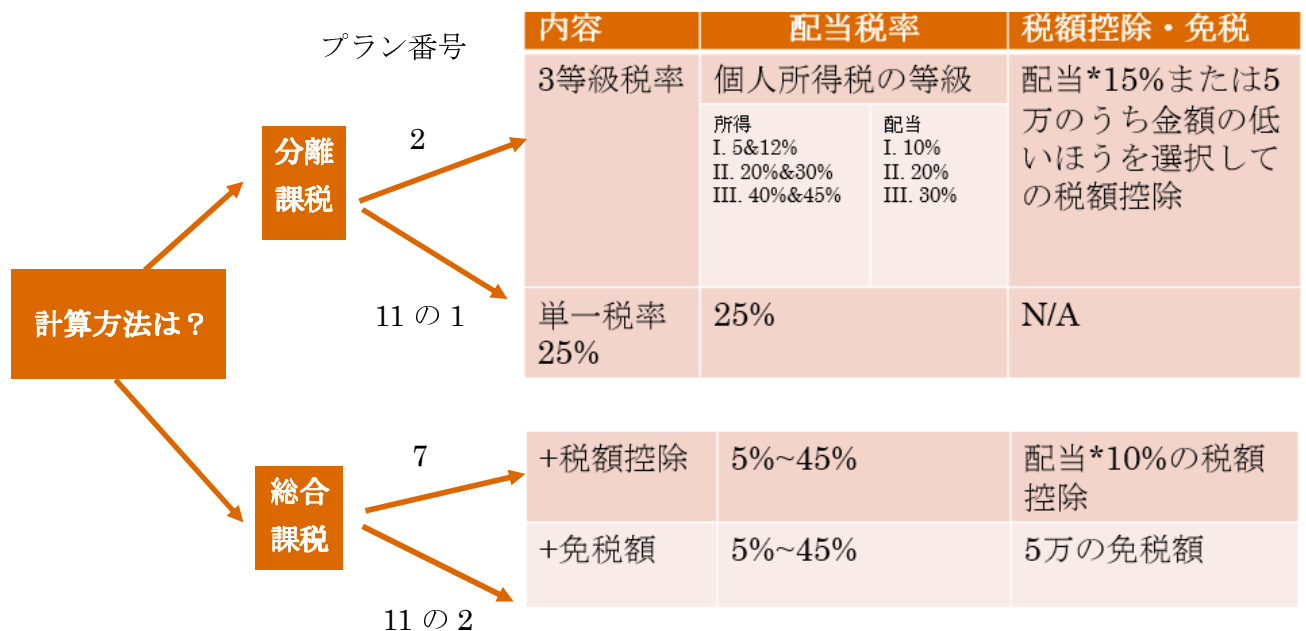 プラン番号
内容
配当税率
税額控除・免税
3等級税率
個人所得税の等級
所得
I. 5&12%
II. 20%&30%
III. 40%&45%
配当
I. 10%
II. 20%
III. 30%
配当*15%または5
万のうち金額の低
いほうを選択して
の税額控除
2
分離
課税
11 の 1
単一税率
25%
25%
N/A
計算方法は？
7
総合
課税
+税額控除
5%~45%
配当*10%の税額
控除
+免税額
5%~45%
5万の免税額
11 の 2